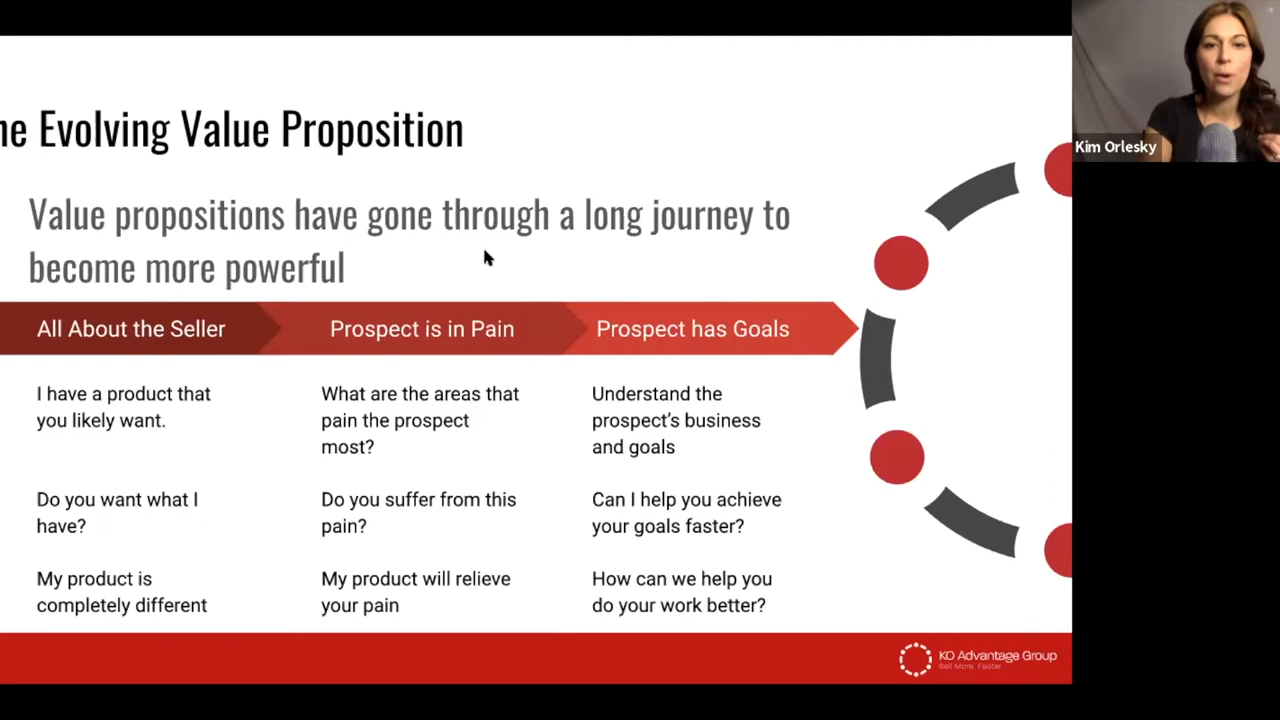 ne Evolving Value Proposition
Value propositions have gone through a long journey to
become more powerful
All About the Seller
Prospect is in Pain
Prospect has Goals
I have a product that
you likely want.
What are the areas that
pain the prospect
most?
Understand the
prospect's business
and goals
Do you want what I
have?
Do you suffer from this
pain?
Can I help you achieve
your goals faster?
My product is
completely different
My product will relieve
your pain
How can we help you
do your work better?
KO Advantage Group
Sell More. Faster
Kim Orlesky